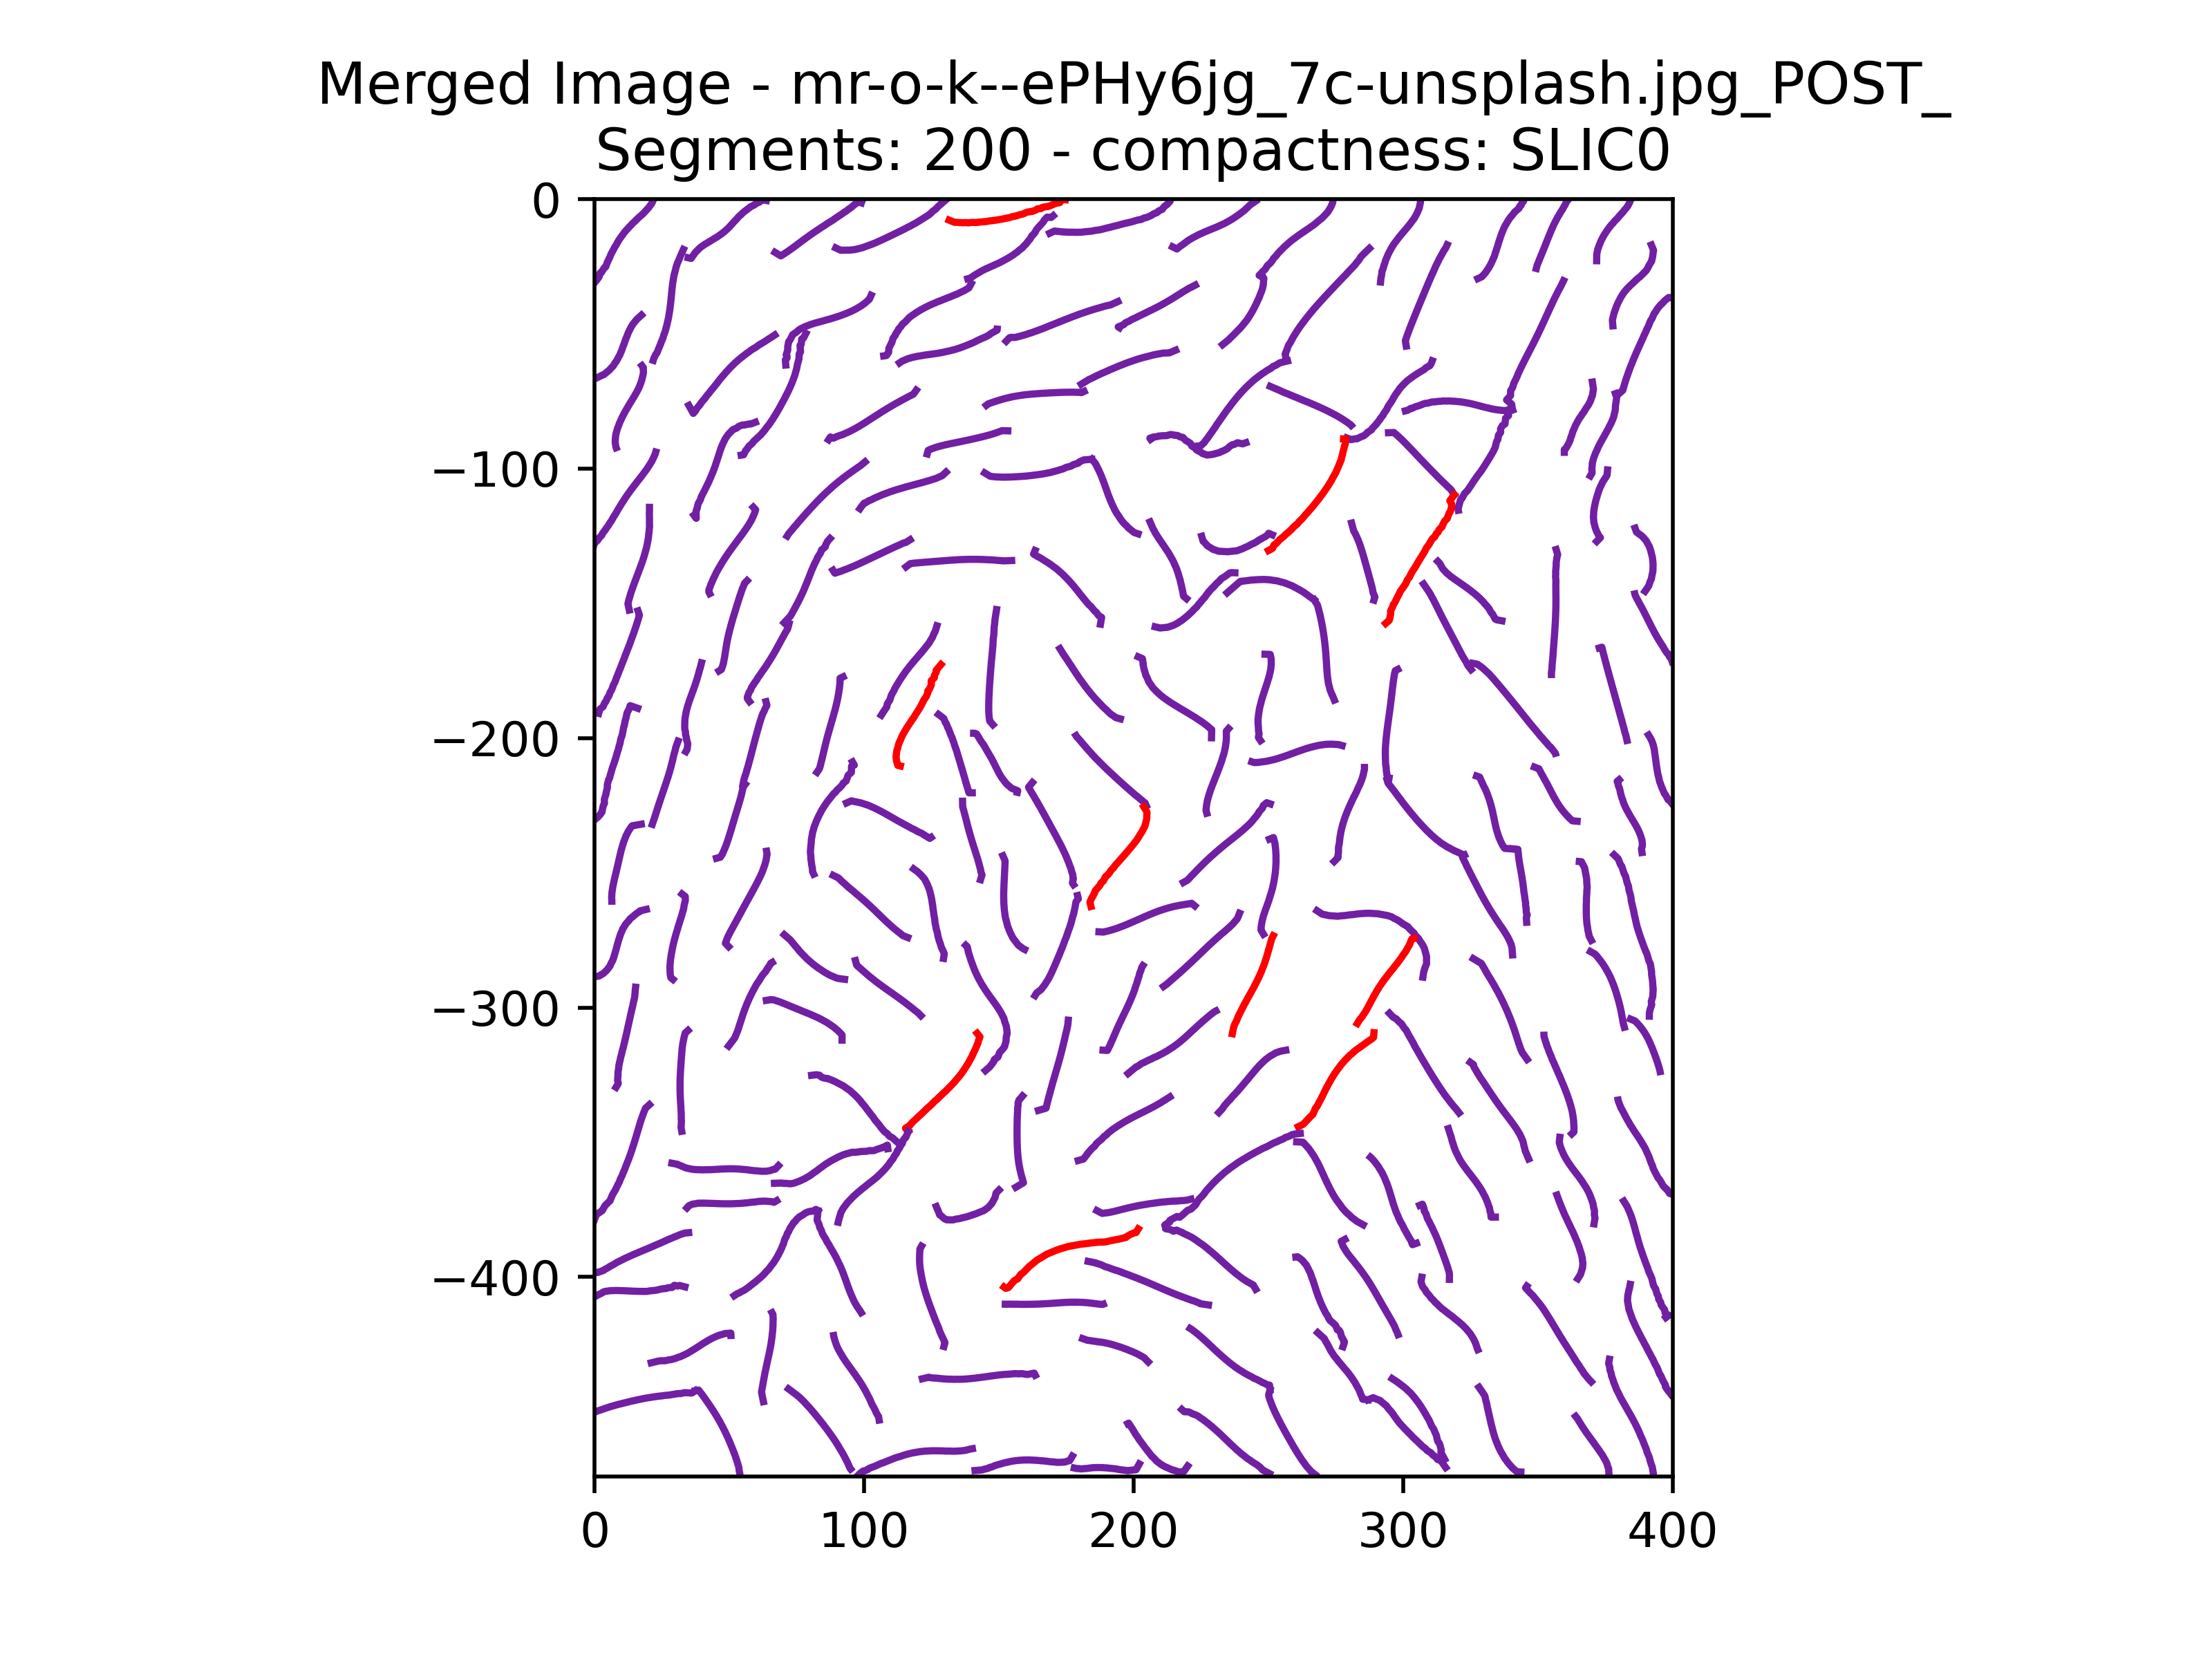 Merged Image - mr-o-k--ePHy6jg_7c-unsplash.jpg_POST_
Segments: 200 - compactness: SLIC0
0
−100
−200
−300
−400
0 100 200 300 400